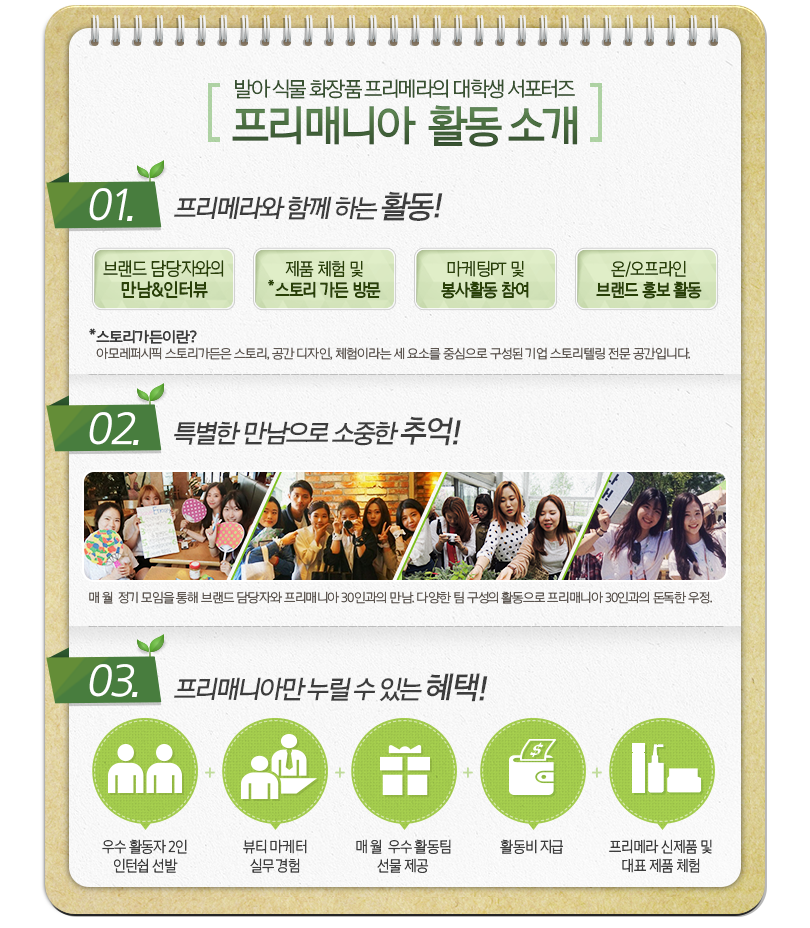 발아 식물 화장품 프리메라의 대학생 서포터즈
프리매니아 활동 소개
01. 프리메라와 함께 하는 활동!
브랜드 담당자와의
만남&인터뷰
제품 체험 및
*스토리 가든 방문
마케팅PT 및
봉사활동 참여
온/오프라인
브랜드 홍보 활동
*스토리가든이란?
아모레퍼시픽 스토리가든은 스토리, 공간 디자인, 체험이라는 세 요소를 중심으로 구성된 기업 스토리텔링 전문 공간입니다.
02. 특별한 만남으로 소중한 추억!
매 월 정기 모임을 통해 브랜드 담당자와 프리매니아 30인과의 만남. 다양한 팀 구성의 활동으로 프리매니아 30인과의 돈독한 우정.
03. 프리매니아만 누릴 수 있는 혜택!
$
우수 활동자 2인
인턴쉽 선발
뷰티 마케터
실무 경험
매 월 우수 활동팀
선물 제공
활동비 지급
프리메라 신제품 및
대표 제품 체험